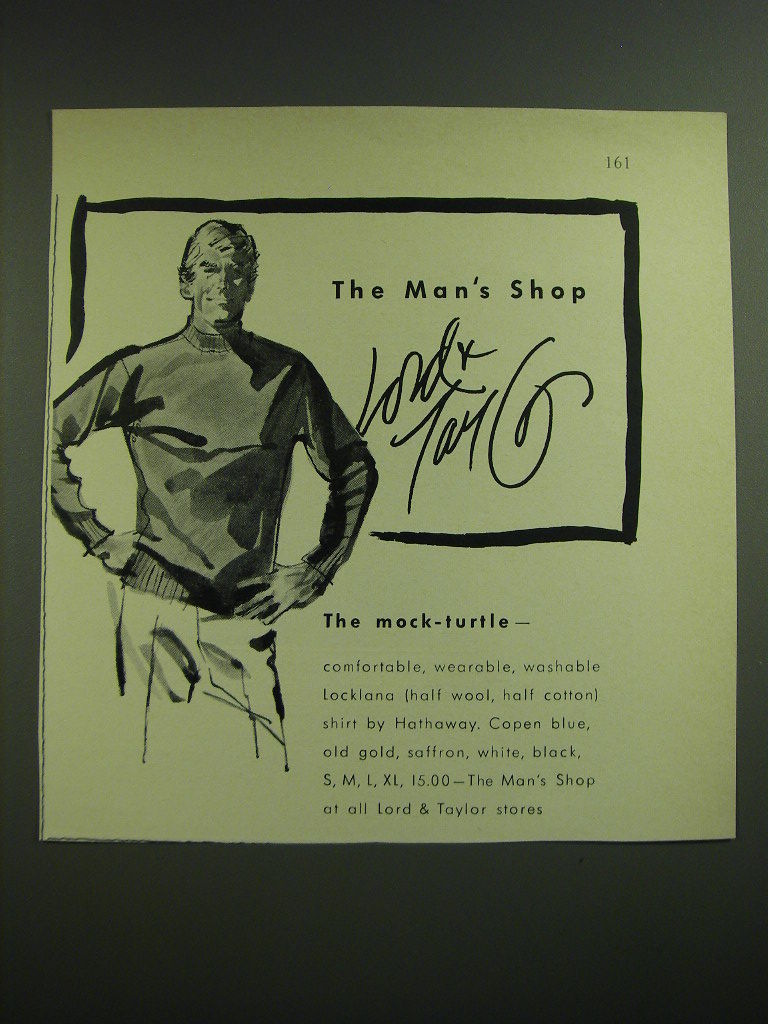 161
The Man's Shop
Lord &
Taylor
The mock-turtle—
comfortable, wearable, washable
Locklana (half wool, half cotton)
shirt by Hathaway. Copen blue,
old gold, saffron, white, black,
S, M, L, XL, 15.00—The Man's Shop
at all Lord & Taylor stores